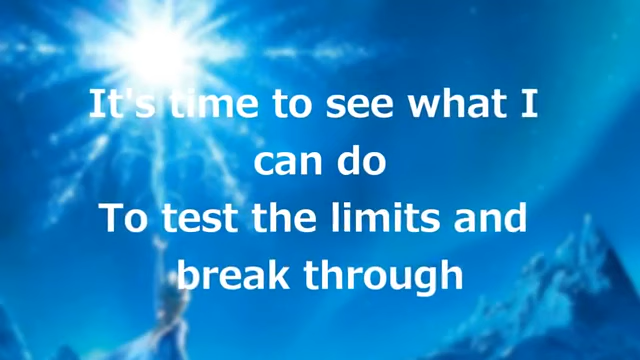 It's time to see what I
can do
To test the limits and
break through